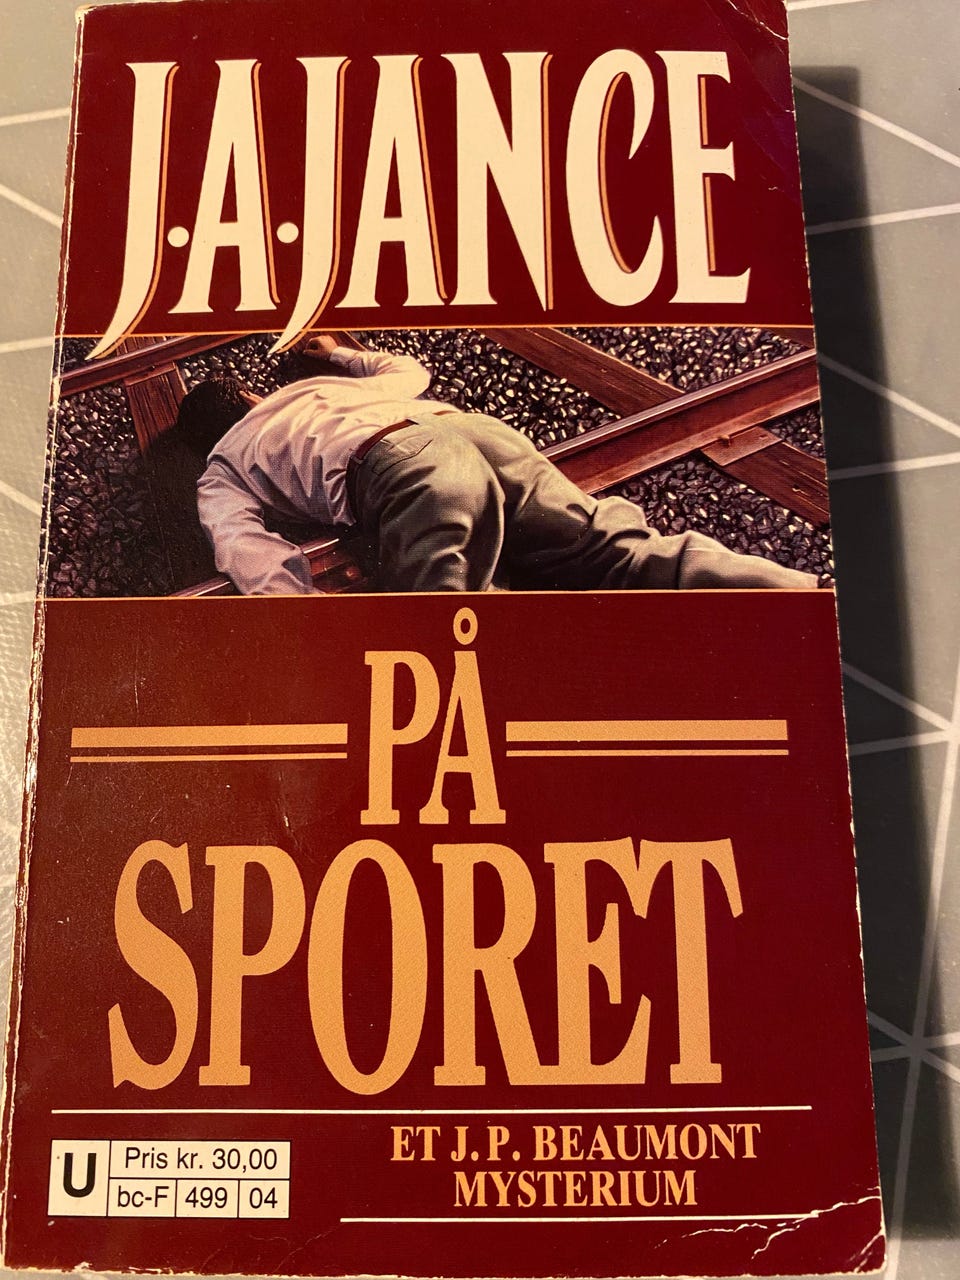 J.A.JANCE
PÅ
SPORET
ET J.P. BEAUMONT
MYSTERIUM
U
Pris kr. 30,00
bc-F 499 04